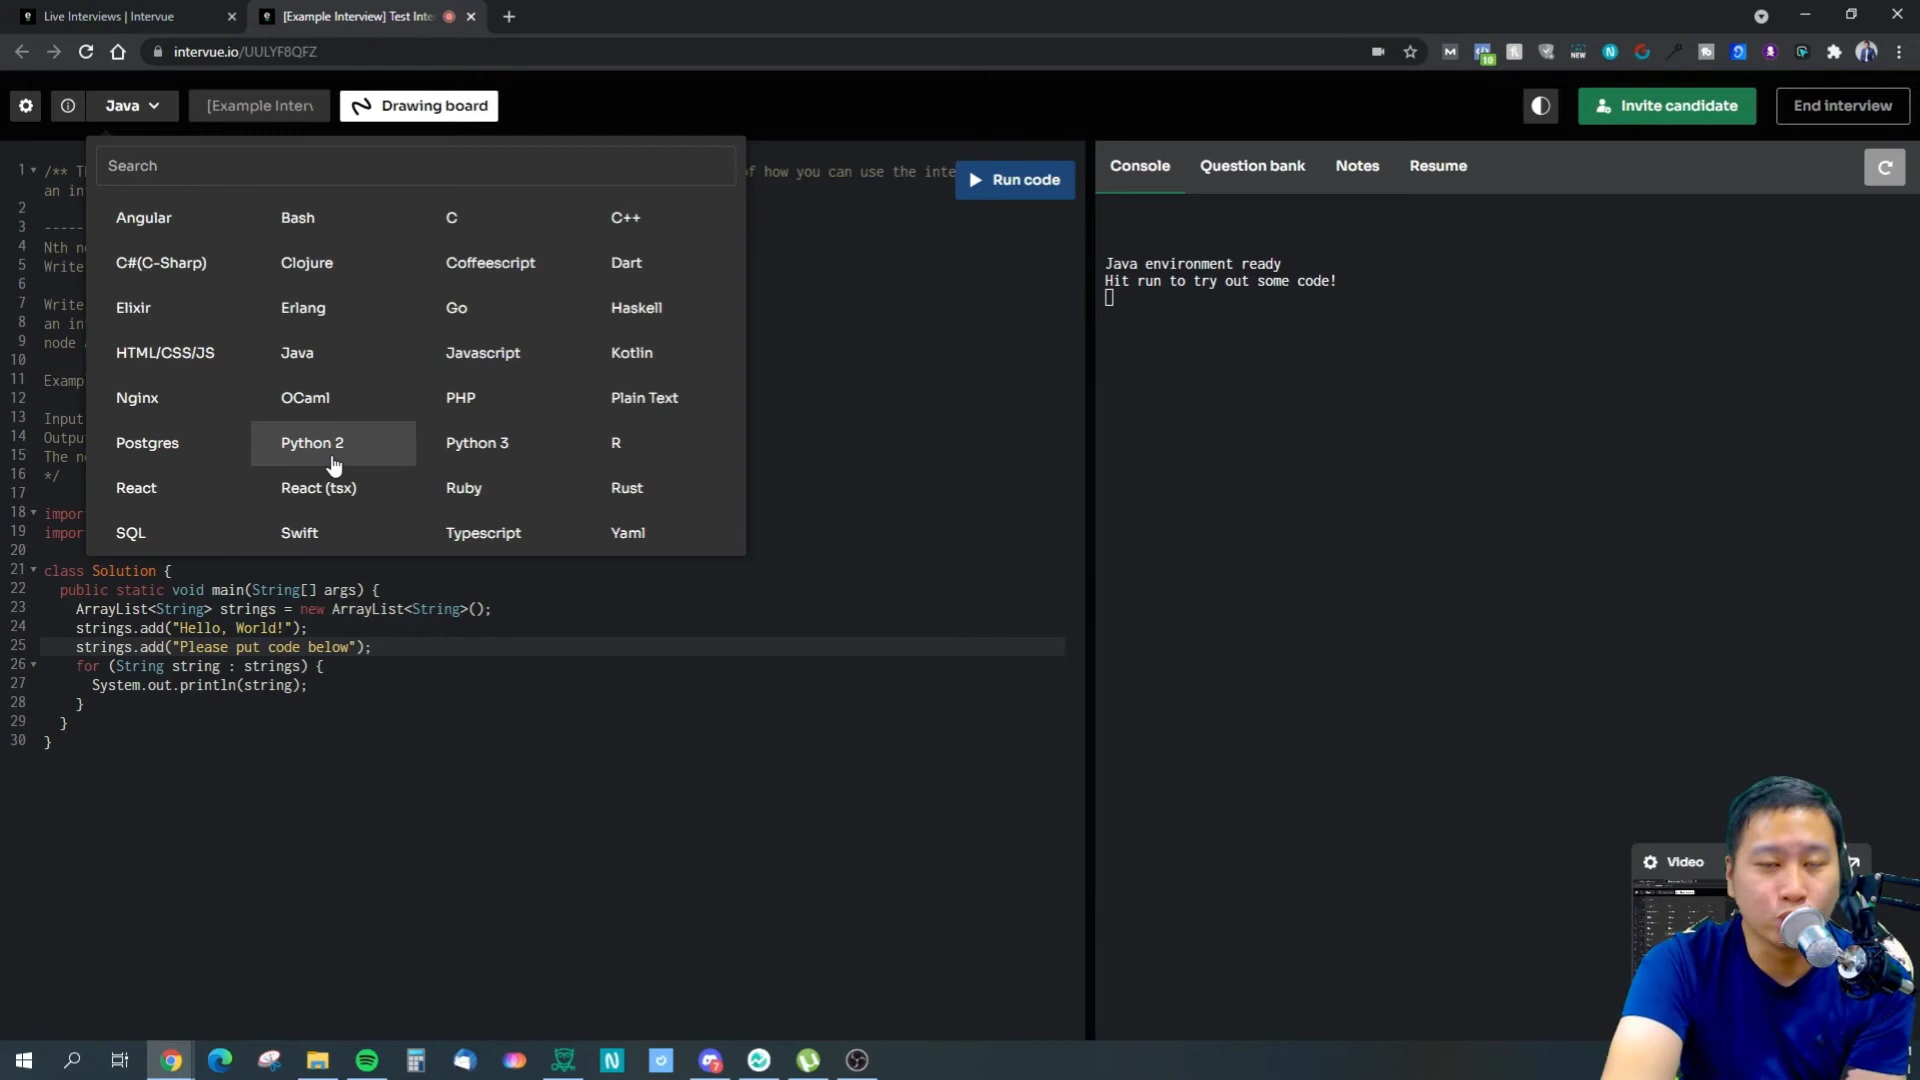 Live Interviews | Intervue
[Example Interview] Test Inte
intervue.io/UULYF8QFZ
NEW
10
Java
[Example Interv
Drawing board
Invite candidate
End interview
Search
Angular Bash C C++
C#(C-Sharp) Clojure Coffeescript Dart
Elixir Erlang Go Haskell
HTML/CSS/JS Java Javascript Kotlin
Nginx OCaml PHP Plain Text
Postgres Python 2 Python 3 R
React React (tsx) Ruby Rust
SQL Swift Typescript Yaml
1 /** Th
of how you can use the inte
an in
2
3 -----
4 Nth no
5 Write
6
7 Write
8 an in
9 node
10
11 Examp
12
13 Input
14 Outpu
15 The no
16 */
17
18 impor
19 impor
20
21 class Solution {
22 public static void main(String[] args) {
23 ArrayList<String> strings = new ArrayList<String>();
24 strings.add("Hello, World!");
25 strings.add("Please put code below");
26 for (String string : strings) {
27 System.out.println(string);
28 }
29 }
30 }
Run code
Console Question bank Notes Resume
Java environment ready
Hit run to try out some code!
Video